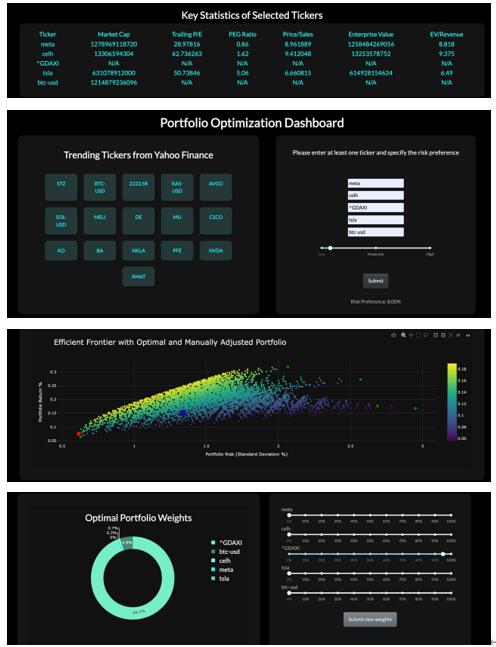 Key Statistics of Selected Tickers
Ticker Market Cap Trailing P/E PEG Ratio Price/Sales Enterprise Value EV/Revenue
meta 1278969118720 28.97816 0.86 8.961889 1258484269056 8.818
celh 13306594304 62.736263 1.62 9.412048 13253578752 9.375
^GDAXI N/A N/A N/A N/A N/A N/A
tsla 631078912000 50.73846 5.06 6.660815 614928154624 6.49
btc-usd 1214879236096 N/A N/A N/A N/A N/A
Portfolio Optimization Dashboard
Trending Tickers from Yahoo Finance
STZ BTC-USD 2222.SR KAS-USD AVGO
SOL-USD MELI DE MU CSCO
KO BA NKLA PFE NVDA
AMAT
Please enter at least one ticker and specify the risk preference
meta
celh
^GDAXI
tsla
btc-usd
Low Moderate High
Submit
Risk Preference: 8.00%
Efficient Frontier with Optimal and Manually Adjusted Portfolio
Portfolio Return %
0.3
0.25
0.2
0.15
0.1
0.05
0.5 1 1.5 2 2.5 3
Portfolio Risk (Standard Deviation %)
0.18
0.16
0.14
0.12
0.1
0.08
0.06
Optimal Portfolio Weights
0.7%
0.3%
0%
4.9%
94.1%
^GDAXI
btc-usd
celh
meta
tsla
meta
0% 10% 20% 30% 40% 50% 60% 70% 80% 90% 100%
celh
0% 10% 20% 30% 40% 50% 60% 70% 80% 90% 100%
^GDAXI
0% 10% 20% 30% 40% 50% 60% 70% 80% 90% 100%
tsla
0% 10% 20% 30% 40% 50% 60% 70% 80% 90% 100%
btc-usd
0% 10% 20% 30% 40% 50% 60% 70% 80% 90% 100%
Submit new weights